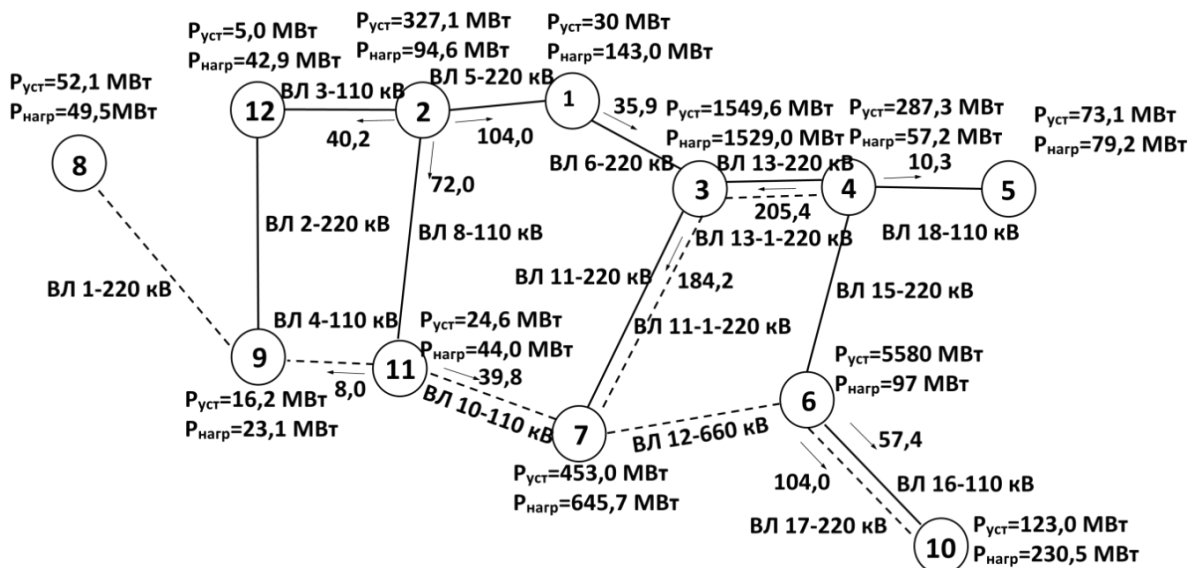 Pуст=5,0 МВт
Pнагр=42,9 МВт
Pуст=327,1 МВт
Pнагр=94,6 МВт
Pуст=30 МВт
Pнагр=143,0 МВт
Pуст=52,1 МВт
Pнагр=49,5МВт
ВЛ 3-110 кВ
ВЛ 5-220 кВ
12
2
1
40,2
104,0
35,9
Pуст=1549,6 МВт
Pнагр=1529,0 МВт
Pуст=287,3 МВт
Pнагр=57,2 МВт
Pуст=73,1 МВт
Pнагр=79,2 МВт
8
72,0
ВЛ 6-220 кВ
ВЛ 13-220 кВ
10,3
3
4
5
205,4
ВЛ 2-220 кВ
ВЛ 8-110 кВ
ВЛ 13-1-220 кВ
ВЛ 18-110 кВ
ВЛ 1-220 кВ
ВЛ 11-220 кВ
184,2
ВЛ 15-220 кВ
ВЛ 4-110 кВ
Pуст=24,6 МВт
Pнагр=44,0 МВт
ВЛ 11-1-220 кВ
9
11
8,0
39,8
ВЛ 10-110 кВ
Pуст=5580 МВт
Pнагр=97 МВт
Pуст=16,2 МВт
Pнагр=23,1 МВт
7
ВЛ 12-660 кВ
6
57,4
Pуст=453,0 МВт
Pнагр=645,7 МВт
104,0
ВЛ 16-110 кВ
ВЛ 17-220 кВ
10
Pуст=123,0 МВт
Pнагр=230,5 МВт